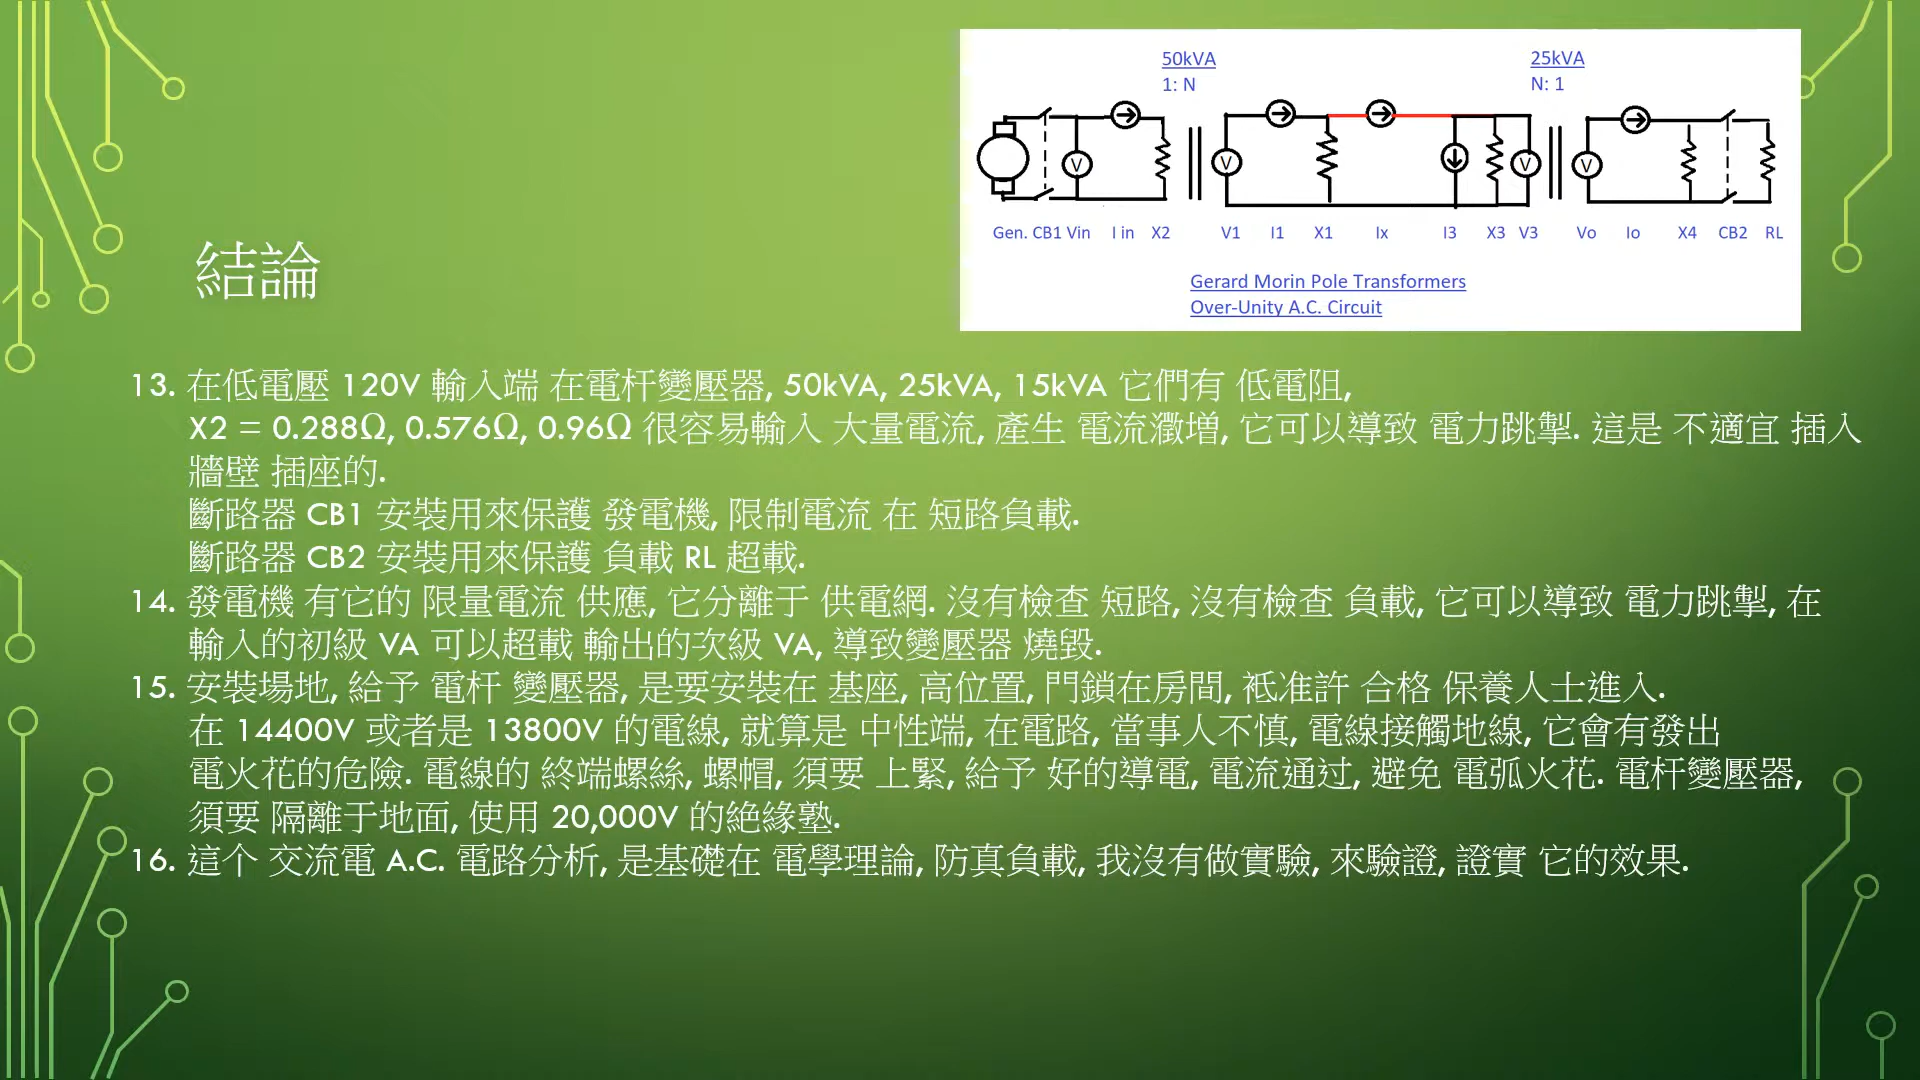 50kVA 25kVA
1: N N: 1
V V V V
Gen. CB1 Vin I in X2 V1 I1 X1 Ix I3 X3 V3 Vo Io X4 CB2 RL
Gerard Morin Pole Transformers
Over-Unity A.C. Circuit
結論
13. 在低電壓 120V 輸入端 在電杆變壓器, 50kVA, 25kVA, 15kVA 它們有 低電阻,
X2 = 0.288Ω, 0.576Ω, 0.96Ω 很容易輸入 大量電流, 產生 電流激增, 它可以導致 電力跳掣. 這是 不適宜 插入
牆壁 插座的.
斷路器 CB1 安裝用來保護 發電機, 限制電流 在 短路負載.
斷路器 CB2 安裝用來保護 負載 RL 超載.
14. 發電機 有它的 限量電流 供應, 它分離于 供電網. 沒有檢查 短路, 沒有檢查 負載, 它可以導致 電力跳掣, 在
輸入的初級 VA 可以超載 輸出的次級 VA, 導致變壓器 燒毀.
15. 安裝場地, 給予 電杆 變壓器, 是要安裝在 基座, 高位置, 門鎖在房間, 衹准許 合格 保養人士進入.
在 14400V 或者是 13800V 的電線, 就算是 中性端, 在電路, 當事人不慎, 電線接觸地線, 它會有發出
電火花的危險. 電線的 終端螺絲, 螺帽, 須要 上緊, 給予 好的導電, 電流通过, 避免 電弧火花. 電杆變壓器,
須要 隔離于地面, 使用 20,000V 的絕緣塾.
16. 這个 交流電 A.C. 電路分析, 是基礎在 電學理論, 防真負載, 我沒有做實驗, 來驗證, 證實 它的效果.